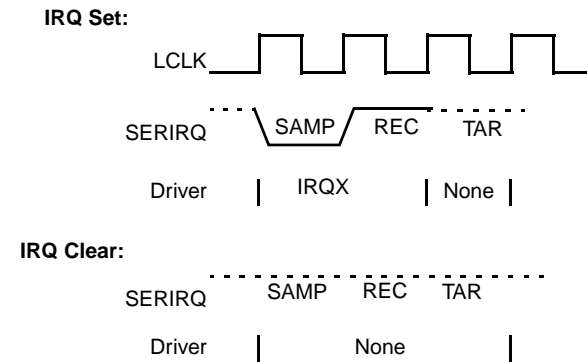 IRQ Set:
LCLK
SERIRQ SAMP REC TAR
Driver IRQX None
IRQ Clear:
SERIRQ SAMP REC TAR
Driver None